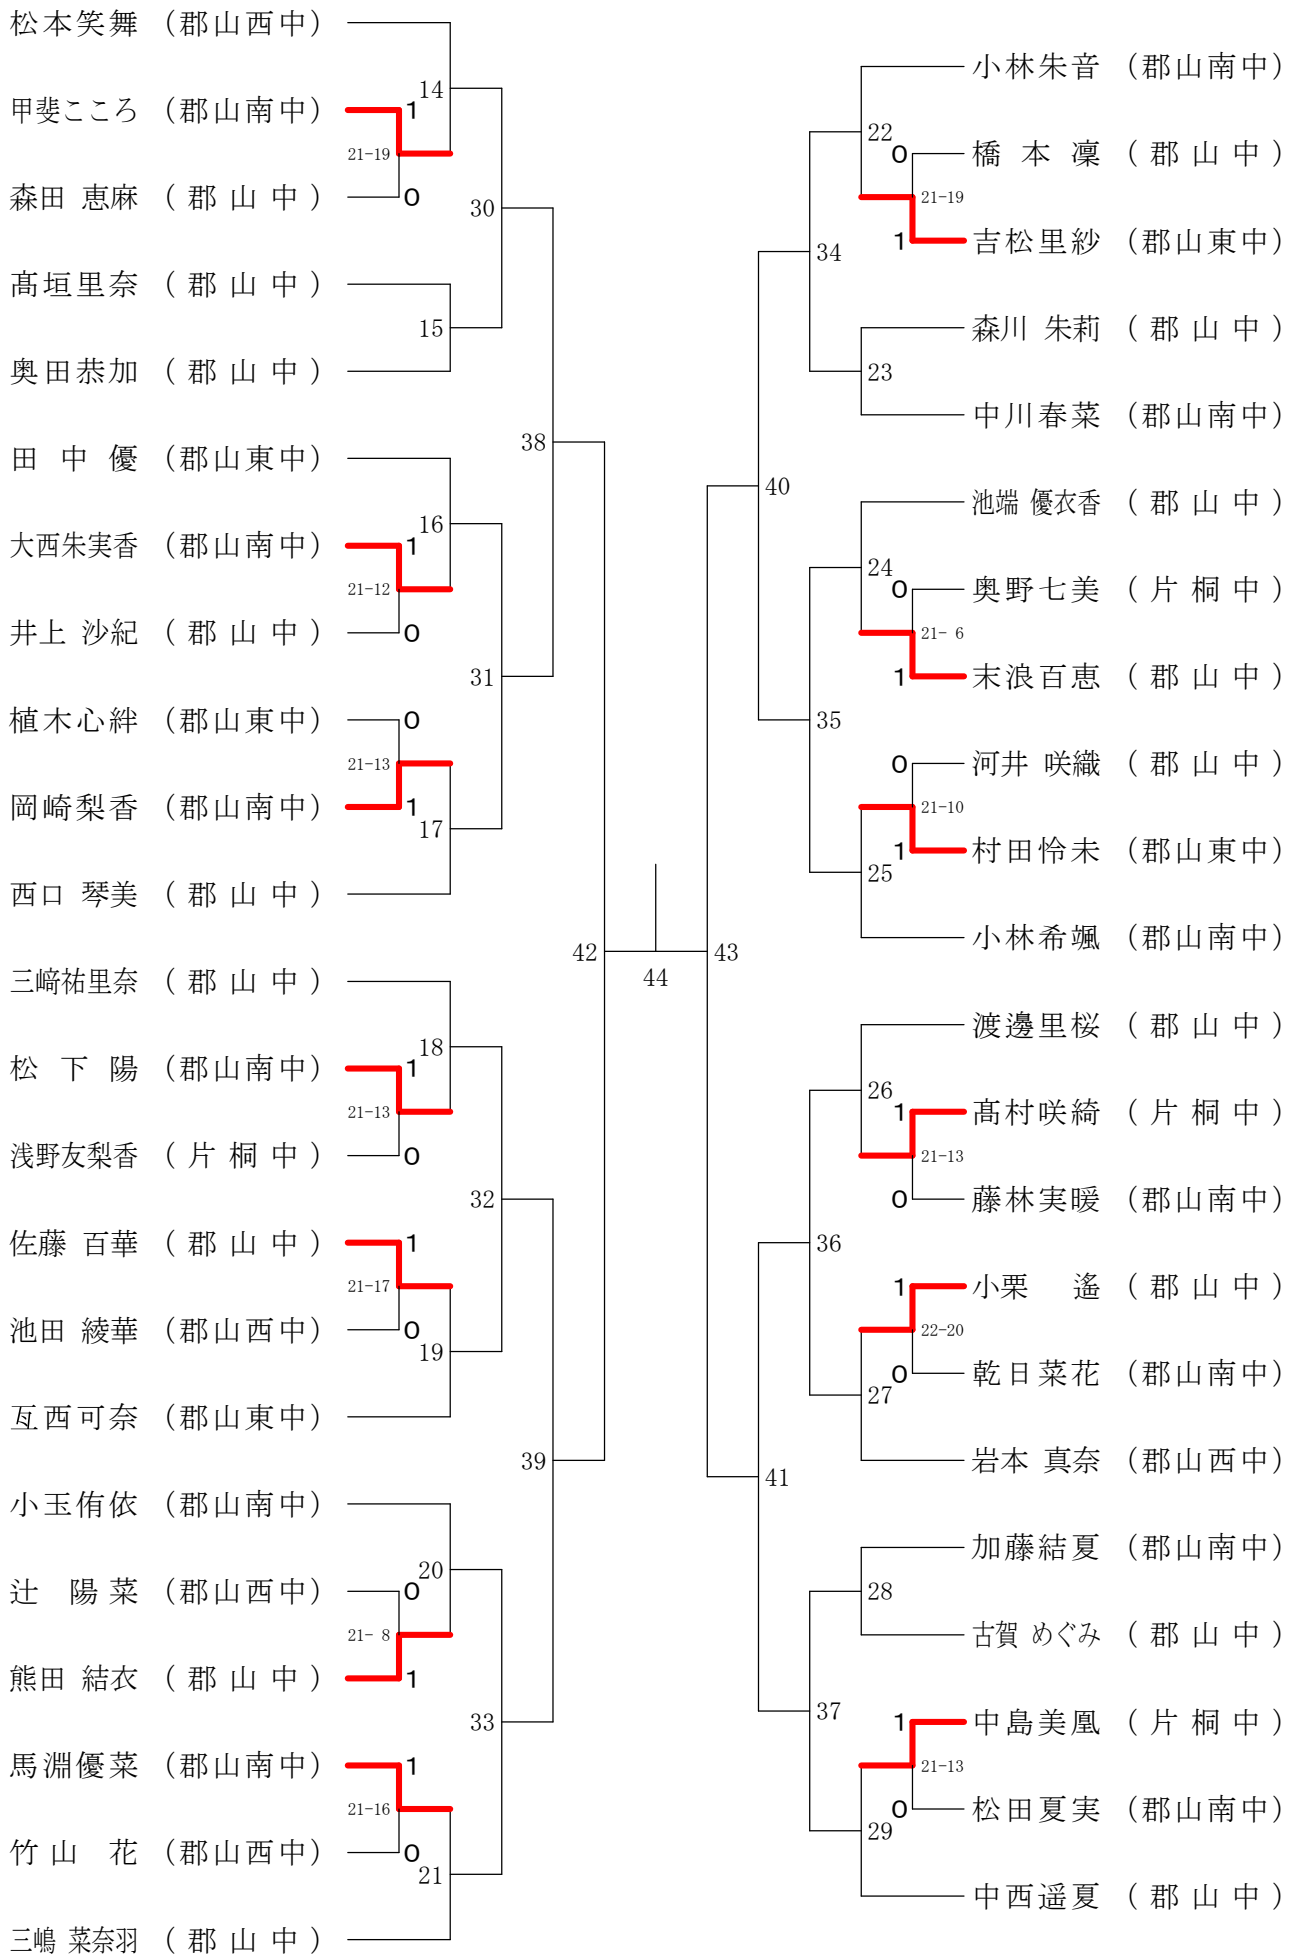 松本笑舞 (郡山西中)
14
甲斐こころ (郡山南中) 1
21-19
森田 恵麻 (郡山中) 0
30
髙垣里奈 (郡山中)
15
奥田恭加 (郡山中)
38
田中優 (郡山東中)
16
大西朱実香 (郡山南中) 1
21-12
井上 沙紀 (郡山中) 0
31
植木心絆 (郡山東中) 0
21-13
岡崎梨香 (郡山南中) 1
17
西口 琴美 (郡山中)
42
三﨑祐里奈 (郡山中)
18
松下陽 (郡山南中) 1
21-13
浅野友梨香 (片桐中) 0
32
佐藤 百華 (郡山中) 1
21-17
池田 綾華 (郡山西中) 0
19
亙西可奈 (郡山東中)
39
小玉侑依 (郡山南中)
20
辻 陽菜 (郡山西中) 0
21- 8
熊田 結衣 (郡山中) 1
33
馬淵優菜 (郡山南中) 1
21-16
竹山 花 (郡山西中) 0
21
三嶋 菜奈羽 (郡山中)
44
小林朱音 (郡山南中)
22
0 橋本凜 (郡山中)
21-19
1 吉松里紗 (郡山東中)
34
森川 朱莉 (郡山中)
23
中川春菜 (郡山南中)
40
池端 優衣香 (郡山中)
24
0 奥野七美 (片桐中)
21- 6
1 末浪百恵 (郡山中)
35
0 河井 咲織 (郡山中)
21-10
1 村田怜未 (郡山東中)
25
小林希颯 (郡山南中)
43
渡邊里桜 (郡山中)
26
1 髙村咲綺 (片桐中)
21-13
0 藤林実暖 (郡山南中)
36
1 小栗 遙 (郡山中)
22-20
0 乾日菜花 (郡山南中)
27
岩本 真奈 (郡山西中)
41
加藤結夏 (郡山南中)
28
古賀 めぐみ (郡山中)
37
1 中島美凰 (片桐中)
21-13
0 松田夏実 (郡山南中)
29
中西遥夏 (郡山中)